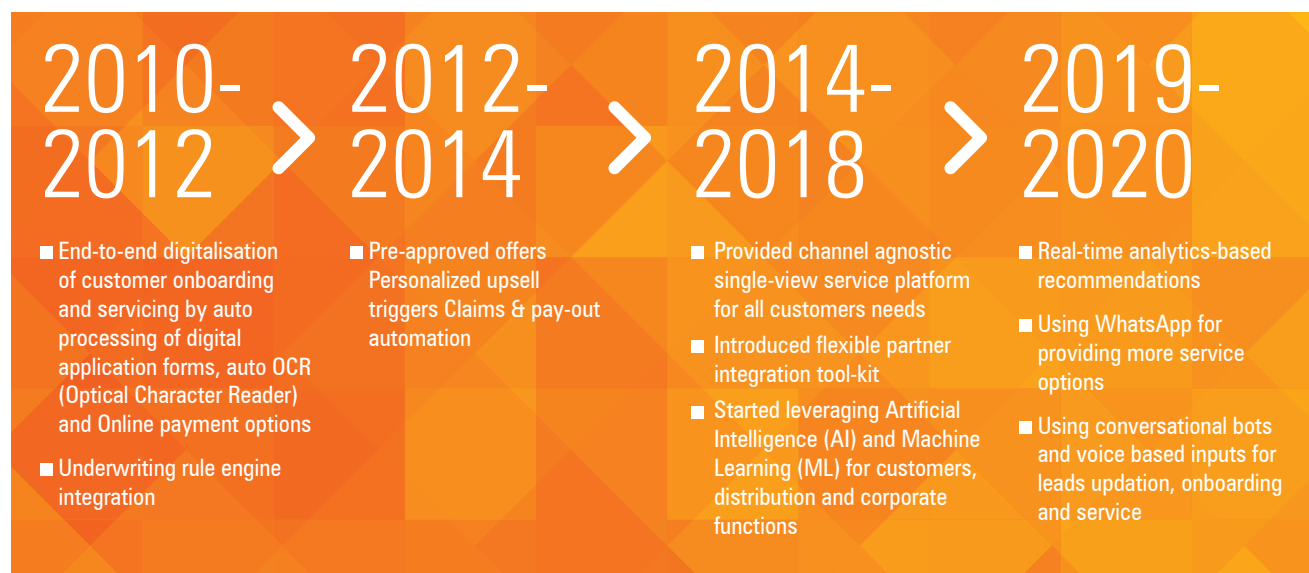 2010-
2012
End-to-end digitalisation
of customer onboarding
and servicing by auto
processing of digital
application forms, auto OCR
(Optical Character Reader)
and Online payment options
Underwriting rule engine
integration
2012-
2014
Pre-approved offers
Personalized upsell
triggers Claims & pay-out
automation
2014-
2018
Provided channel agnostic
single-view service platform
for all customers needs
Introduced flexible partner
integration tool-kit
Started leveraging Artificial
Intelligence (AI) and Machine
Learning (ML) for customers,
distribution and corporate
functions
2019-
2020
Real-time analytics-based
recommendations
Using WhatsApp for
providing more service
options
Using conversational bots
and voice based inputs for
leads updation, onboarding
and service